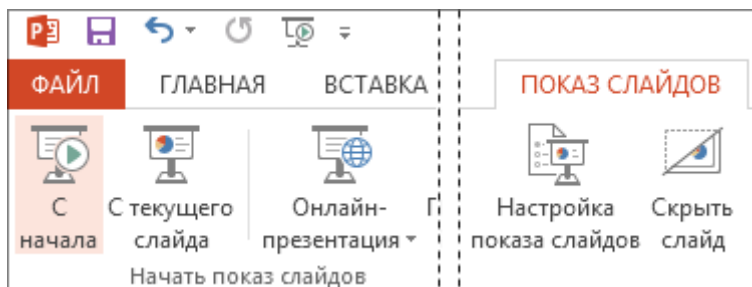 ФАЙЛ ГЛАВНАЯ ВСТАВКА ПОКАЗ СЛАЙДОВ
С начала
С текущего слайда
Онлайн-презентация
Настройка показа слайдов
Скрыть слайд
Начать показ слайдов